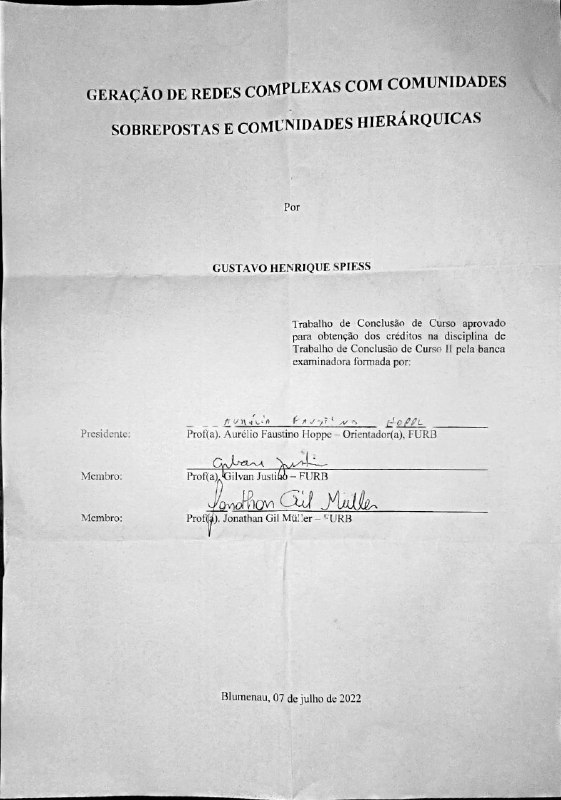 GERAÇÃO DE REDES COMPLEXAS COM COMUNIDADES
SOBREPOSTAS E COMUNIDADES HIERÁRQUICAS
Por
GUSTAVO HENRIQUE SPIESS
Trabalho de Conclusão de Curso aprovado
para obtenção dos créditos na disciplina de
Trabalho de Conclusão de Curso II pela banca
examinadora formada por:
Faustino Hoppe
Presidente: Prof(a). Aurélio Faustino Hoppe – Orientador(a), FURB
Justino
Membro: Prof(a). Gilvan Justino – FURB
Jonathan Gil Müller
Membro: Prof(a). Jonathan Gil Müller – FURB
Blumenau, 07 de julho de 2022